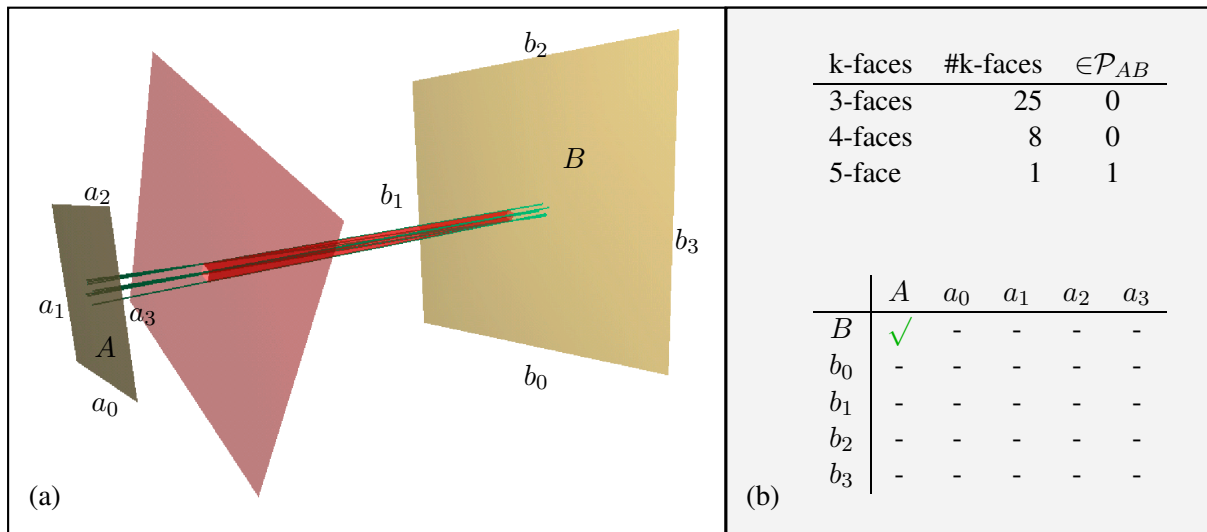 b₂
B
b₁
a₂
b₃
a₁
a₃
A
b₀
a₀
(a)
k-faces #k-faces ∈𝒫_AB
3-faces 25 0
4-faces 8 0
5-face 1 1
A a₀ a₁ a₂ a₃
B √ - - - -
b₀ - - - - -
b₁ - - - - -
b₂ - - - - -
b₃ - - - - -
(b)